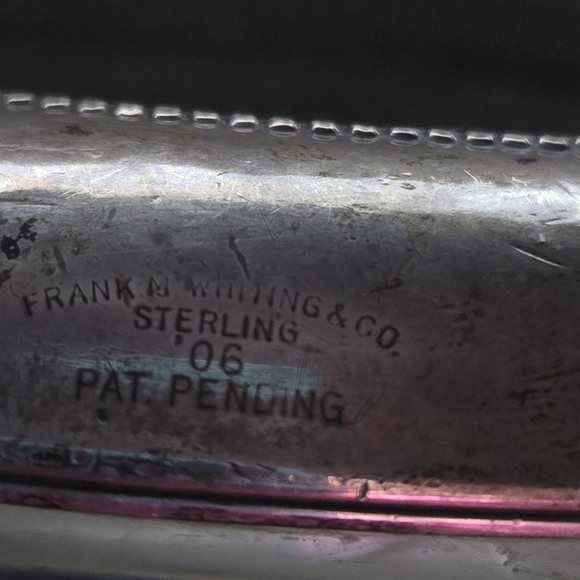 FRANK M WHITING & CO.
STERLING
'06
PAT. PENDING